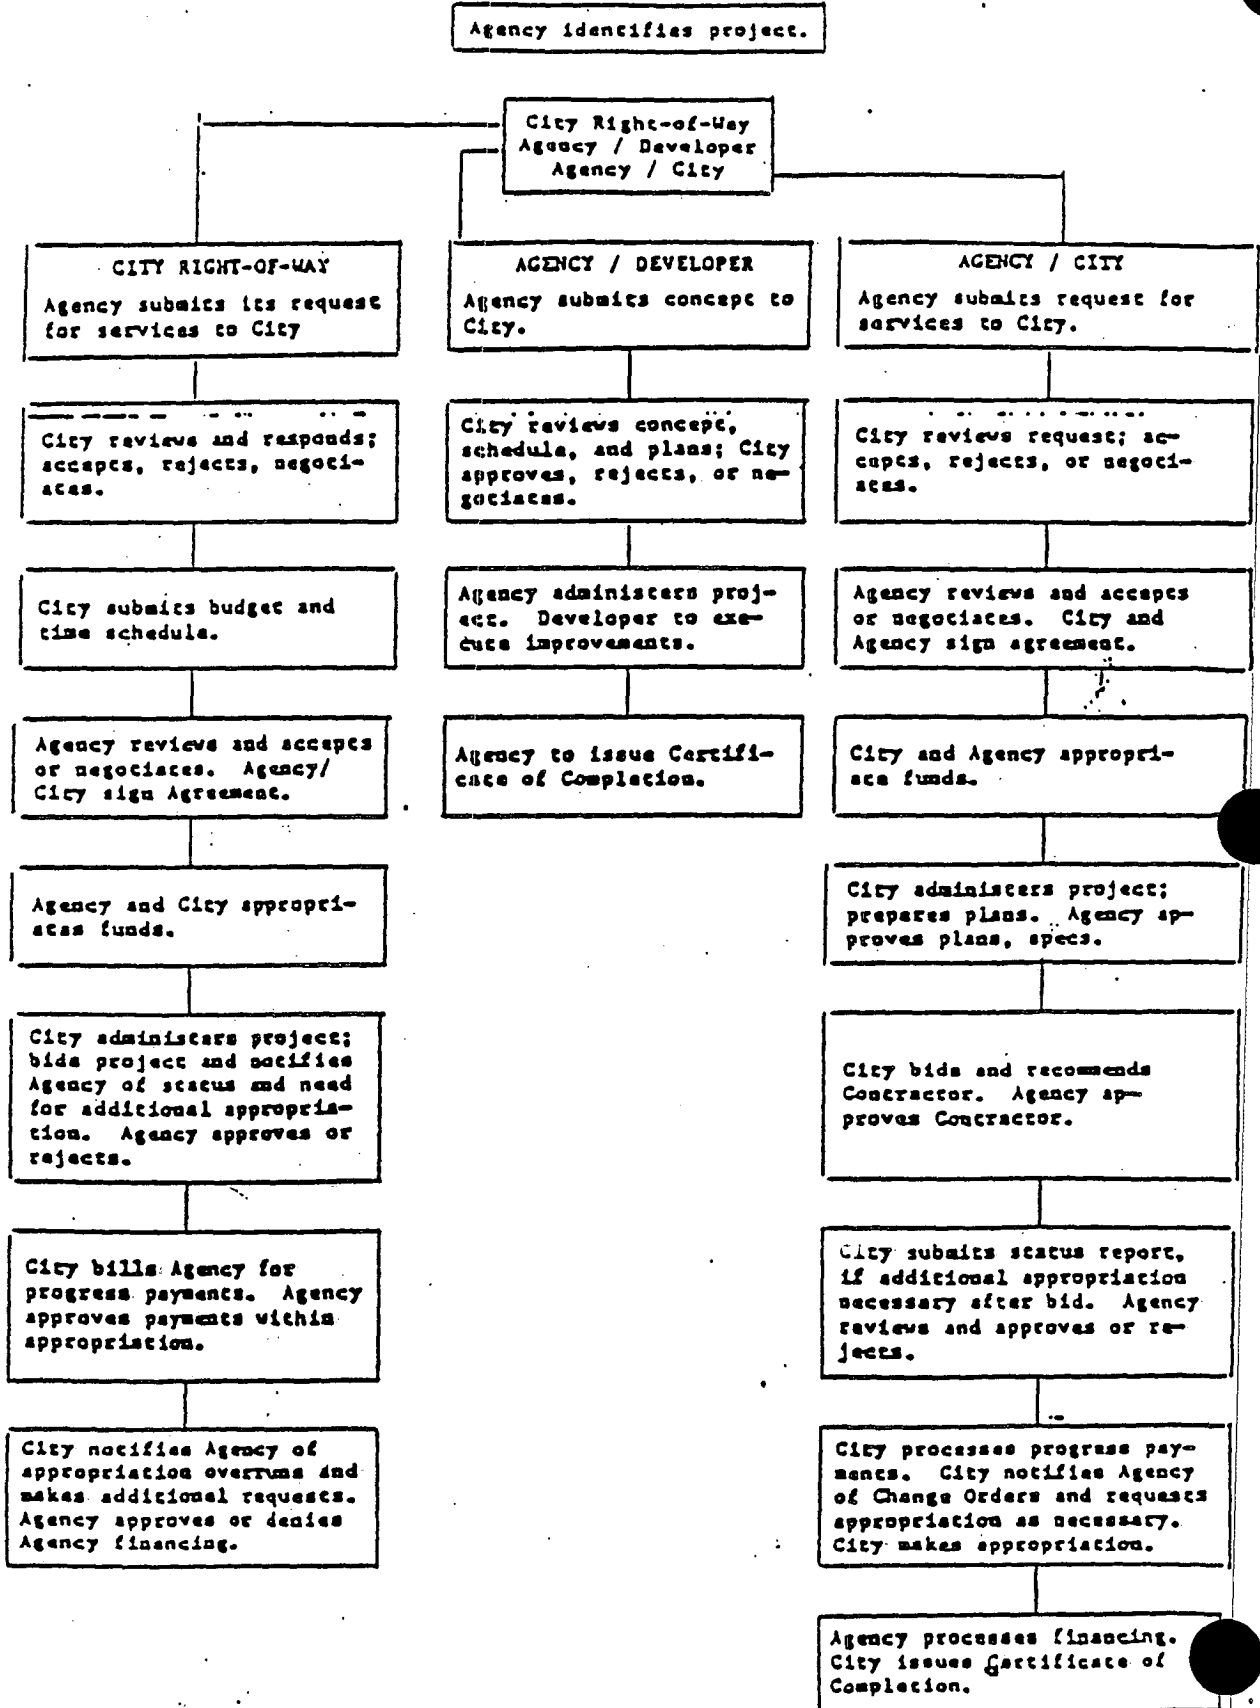 Agency identifies project.
City Right-of-Way
Agency / Developer
Agency / City
CITY RIGHT-OF-WAY
Agency submits its request
for services to City
City reviews and responds;
accepts, rejects, negoti-
ates.
City submits budget and
time schedule.
Agency reviews and accepts
or negotiates. Agency/
City sign Agreement.
Agency and City appropri-
ates funds.
City administers project;
bids project and notifies
Agency of status and need
for additional appropria-
tion. Agency approves or
rejects.
City bills Agency for
progress payments. Agency
approves payments within
appropriation.
City notifies Agency of
appropriation overruns and
makes additional requests.
Agency approves or denies
Agency financing.
AGENCY / DEVELOPER
Agency submits concept to
City.
City reviews concept,
schedule, and plans; City
approves, rejects, or ne-
gotiates.
Agency administers proj-
ect. Developer to exe-
cute improvements.
Agency to issue Certifi-
cate of Completion.
AGENCY / CITY
Agency submits request for
services to City.
City reviews request; ac-
cepts, rejects, or negoti-
ates.
Agency reviews and accepts
or negotiates. City and
Agency sign agreement.
City and Agency appropri-
ate funds.
City administers project;
prepares plans. Agency ap-
proves plans, specs.
City bids and recommends
Contractor. Agency ap-
proves Contractor.
City submits status report,
if additional appropriation
necessary after bid. Agency
reviews and approves or re-
jects.
City processes progress pay-
ments. City notifies Agency
of Change Orders and requests
appropriation as necessary.
City makes appropriation.
Agency processes financing.
City issues Certificate of
Completion.